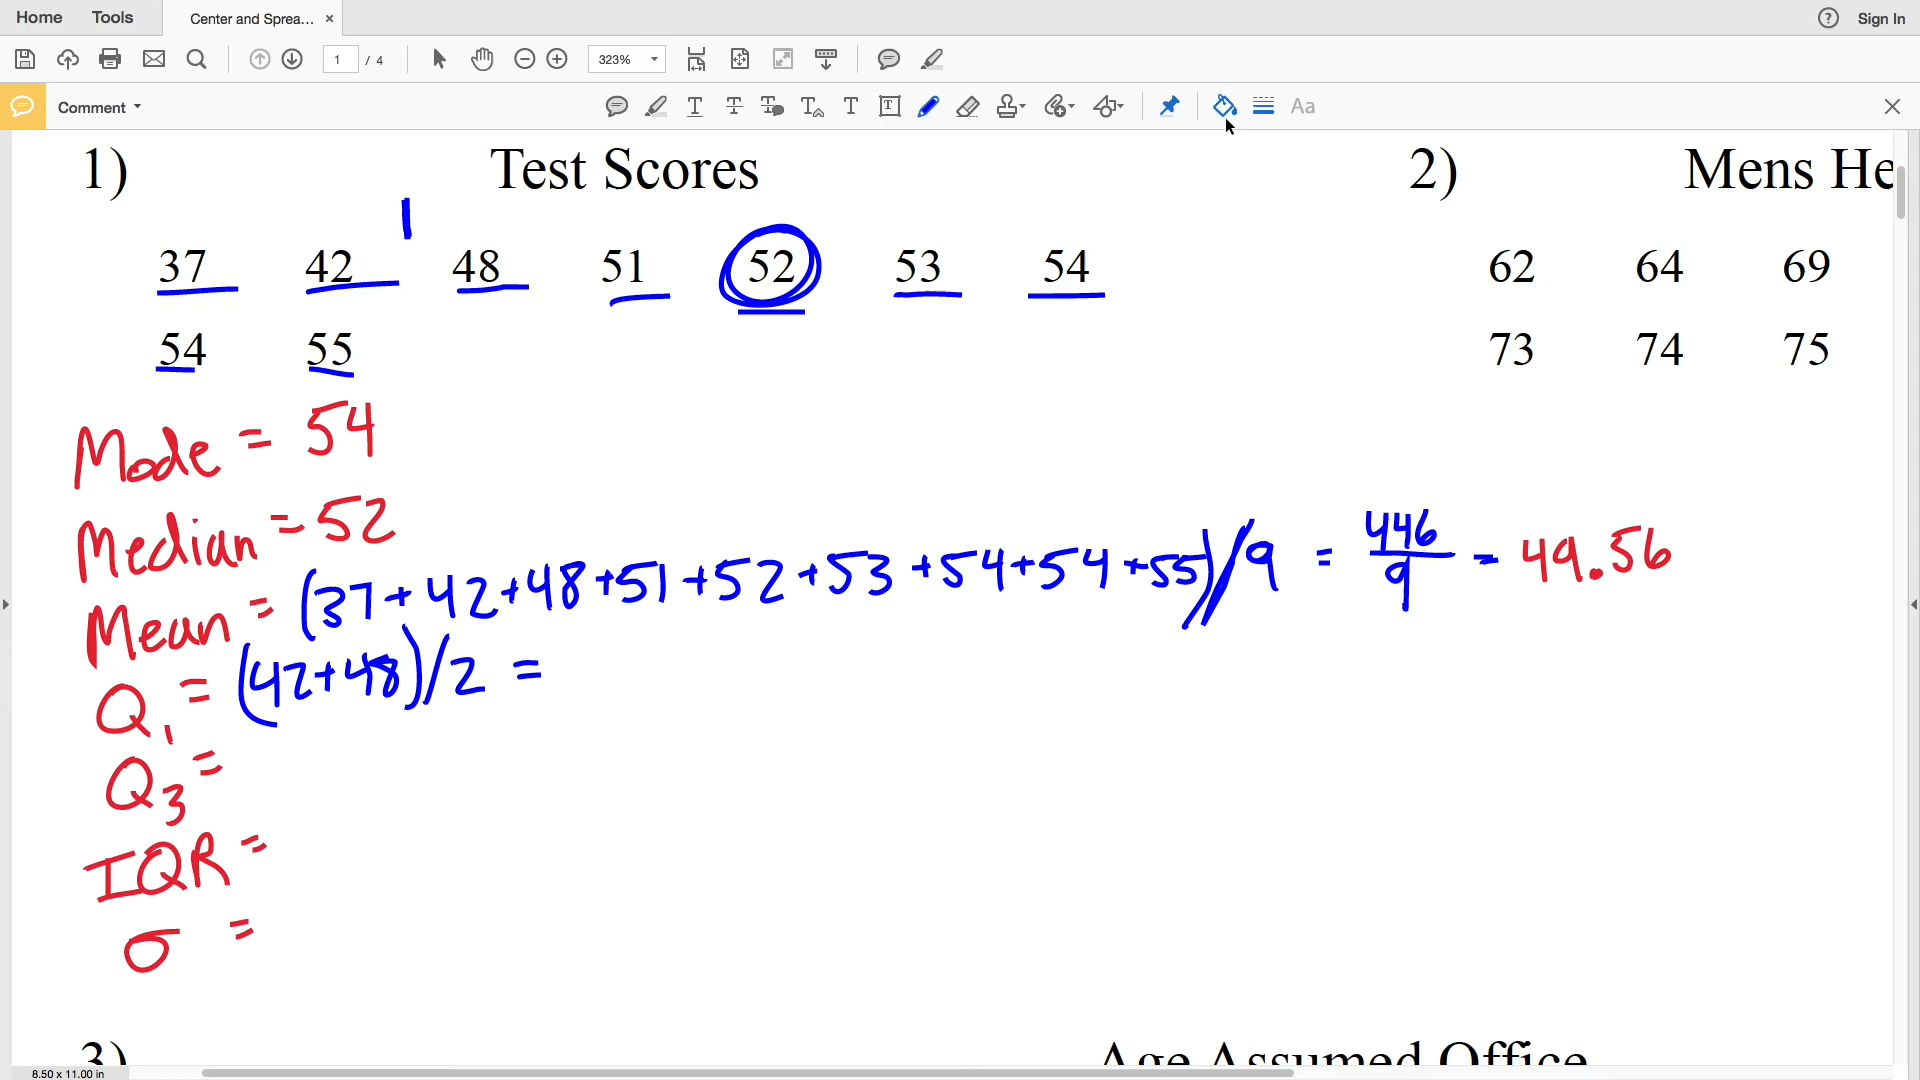 Home Tools Center and Sprea... × ? Sign In
1 / 4 323%
Comment Aa
1) Test Scores 2) Mens He
37 42 48 51 52 53 54 62 64 69
54 55 73 74 75
Mode = 54
Median = 52
Mean = (37+42+48+51+52+53+54+54+55)/9 = 446/9 = 49.56
Q1 = (42+48)/2 =
Q3 =
IQR =
σ =
3) Age Assumed Office
8.50 x 11.00 in